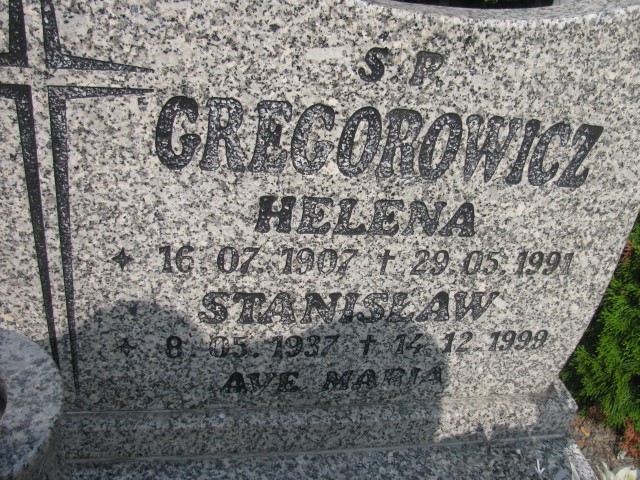 Ś P
GREGOROWICZ
HELENA
✦ 16.07.1907 † 29.05.1991
STANISŁAW
✦ 8.05.1937 † 14.12.1999
AVE MARIA